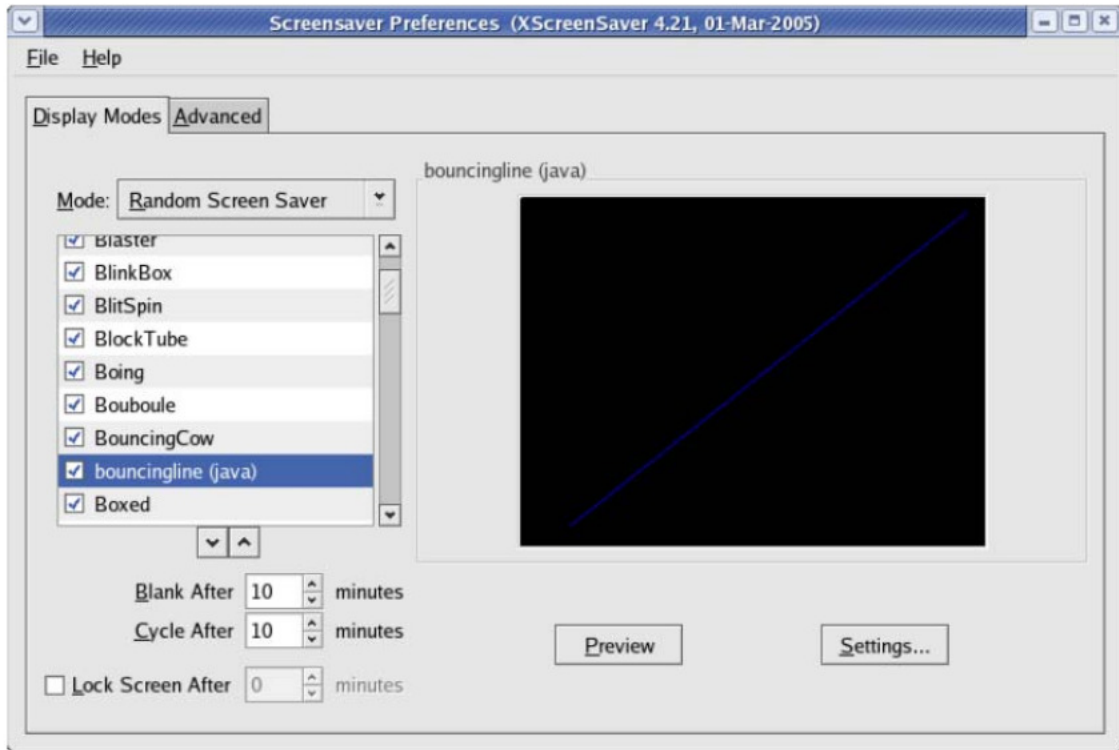 Screensaver Preferences (XScreenSaver 4.21, 01-Mar-2005)
File Help
Display Modes Advanced
bouncingline (java)
Mode: Random Screen Saver
Blaster
BlinkBox
BlitSpin
BlockTube
Boing
Bouboule
BouncingCow
bouncingline (java)
Boxed
Blank After 10 minutes
Cycle After 10 minutes
Preview Settings...
Lock Screen After 0 minutes